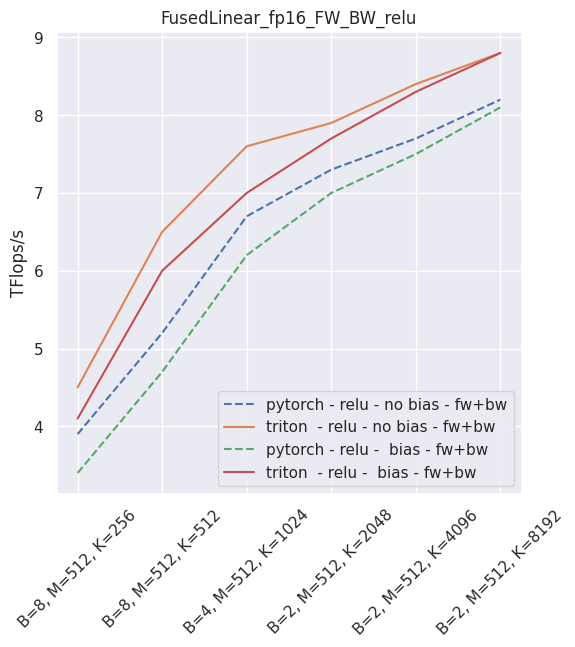 FusedLinear_fp16_FW_BW_relu
TFlops/s
9
8
7
6
5
4
pytorch - relu - no bias - fw+bw
triton  - relu - no bias - fw+bw
pytorch - relu -  bias - fw+bw
triton  - relu -  bias - fw+bw
B=8, M=512, K=256
B=8, M=512, K=512
B=4, M=512, K=1024
B=2, M=512, K=2048
B=2, M=512, K=4096
B=2, M=512, K=8192